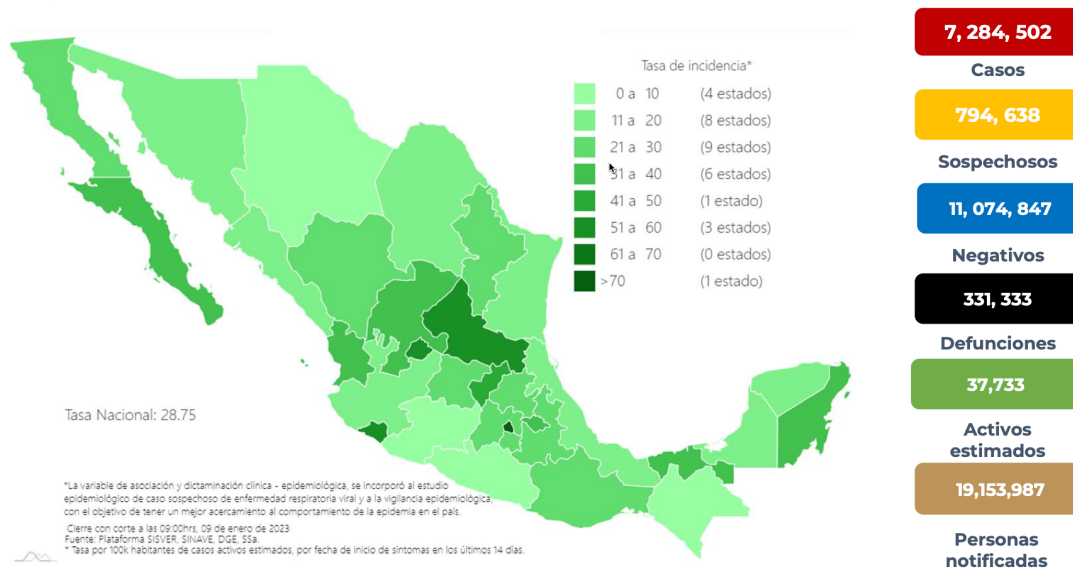 Tasa de incidencia*
0 a 10 (4 estados)
11 a 20 (8 estados)
21 a 30 (9 estados)
31 a 40 (6 estados)
41 a 50 (1 estado)
51 a 60 (3 estados)
61 a 70 (0 estados)
>70 (1 estado)
Tasa Nacional: 28.75
*La variable de asociación y dictaminación clínica - epidemiológica, se incorporó al estudio
epidemiológico de caso sospechoso de enfermedad respiratoria viral y a la vigilancia epidemiológica,
con el objetivo de tener un mejor acercamiento al comportamiento de la epidemia en el país.
Cierre con corte a las 09:00hrs, 09 de enero de 2023
Fuente: Plataforma SISVER, SINAVE, DGE, SSa.
* Tasa por 100k habitantes de casos activos estimados, por fecha de inicio de síntomas en los últimos 14 días.
7, 284, 502
Casos
794, 638
Sospechosos
11, 074, 847
Negativos
331, 333
Defunciones
37,733
Activos
estimados
19,153,987
Personas
notificadas